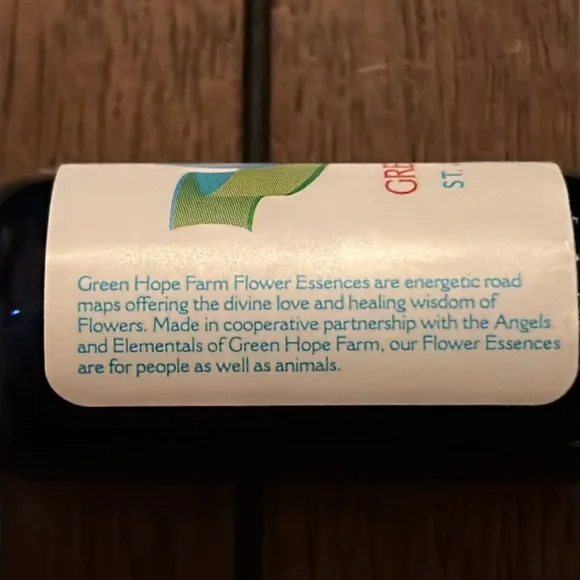 Green Hope Farm Flower Essences are energetic road
maps offering the divine love and healing wisdom of
Flowers. Made in cooperative partnership with the Angels
and Elementals of Green Hope Farm, our Flower Essences
are for people as well as animals.
GRE
ST.